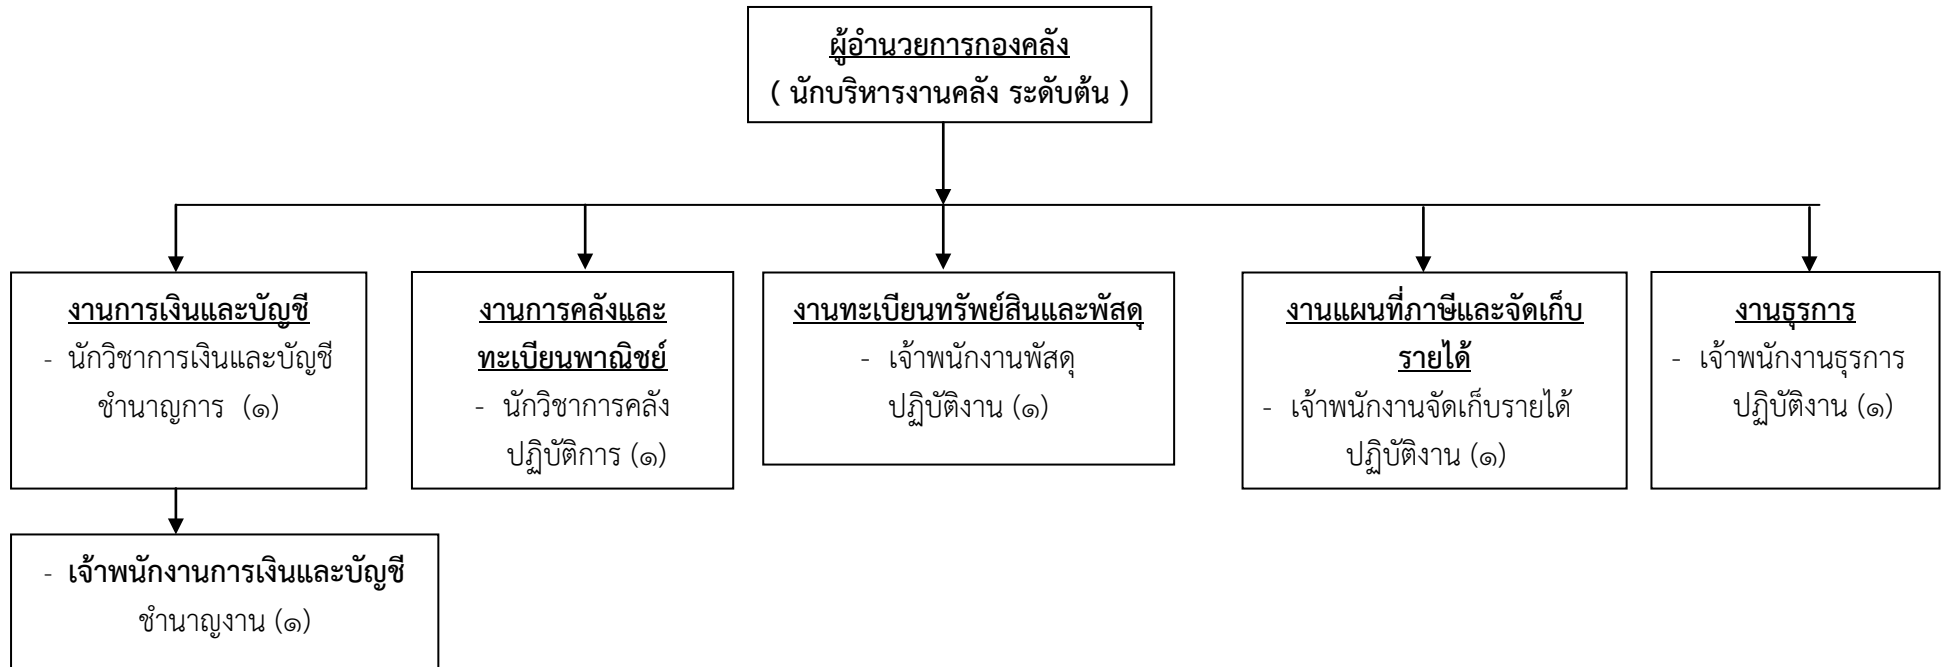 ผู้อำนวยการกองคลัง
( นักบริหารงานคลัง ระดับต้น )
งานการเงินและบัญชี
- นักวิชาการเงินและบัญชี
ชำนาญการ (๑)
งานการคลังและ
ทะเบียนพาณิชย์
- นักวิชาการคลัง
ปฏิบัติการ (๑)
งานทะเบียนทรัพย์สินและพัสดุ
- เจ้าพนักงานพัสดุ
ปฏิบัติงาน (๑)
งานแผนที่ภาษีและจัดเก็บ
รายได้
- เจ้าพนักงานจัดเก็บรายได้
ปฏิบัติงาน (๑)
งานธุรการ
- เจ้าพนักงานธุรการ
ปฏิบัติงาน (๑)
- เจ้าพนักงานการเงินและบัญชี
ชำนาญงาน (๑)